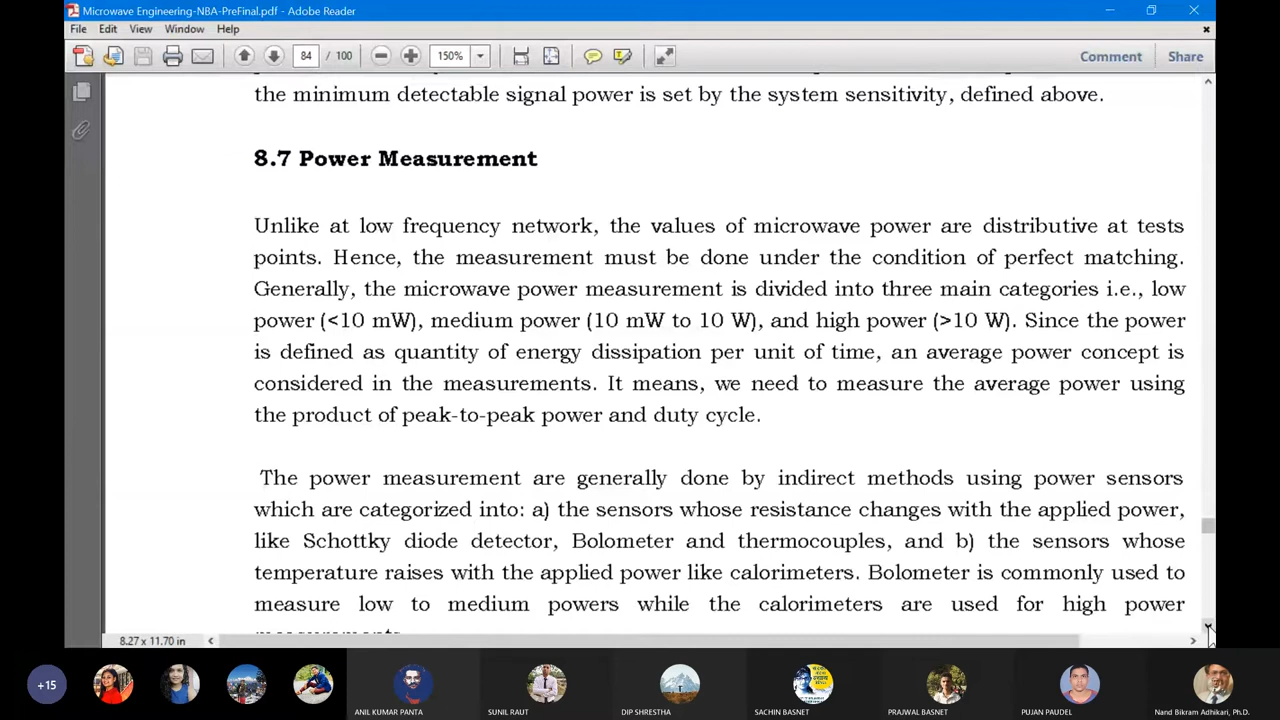 Microwave Engineering-NBA-PreFinal.pdf - Adobe Reader
File Edit View Window Help
84 / 100 150% Comment Share
the minimum detectable signal power is set by the system sensitivity, defined above.
8.7 Power Measurement
Unlike at low frequency network, the values of microwave power are distributive at tests
points. Hence, the measurement must be done under the condition of perfect matching.
Generally, the microwave power measurement is divided into three main categories i.e., low
power (<10 mW), medium power (10 mW to 10 W), and high power (>10 W). Since the power
is defined as quantity of energy dissipation per unit of time, an average power concept is
considered in the measurements. It means, we need to measure the average power using
the product of peak-to-peak power and duty cycle.
The power measurement are generally done by indirect methods using power sensors
which are categorized into: a) the sensors whose resistance changes with the applied power,
like Schottky diode detector, Bolometer and thermocouples, and b) the sensors whose
temperature raises with the applied power like calorimeters. Bolometer is commonly used to
measure low to medium powers while the calorimeters are used for high power
8.27 x 11.70 in
+15
ANIL KUMAR PANTA SUNIL RAUT DIP SHRESTHA SACHIN BASNET PRAJWAL BASNET PUJAN PAUDEL Nand Bikram Adhikari, Ph.D.